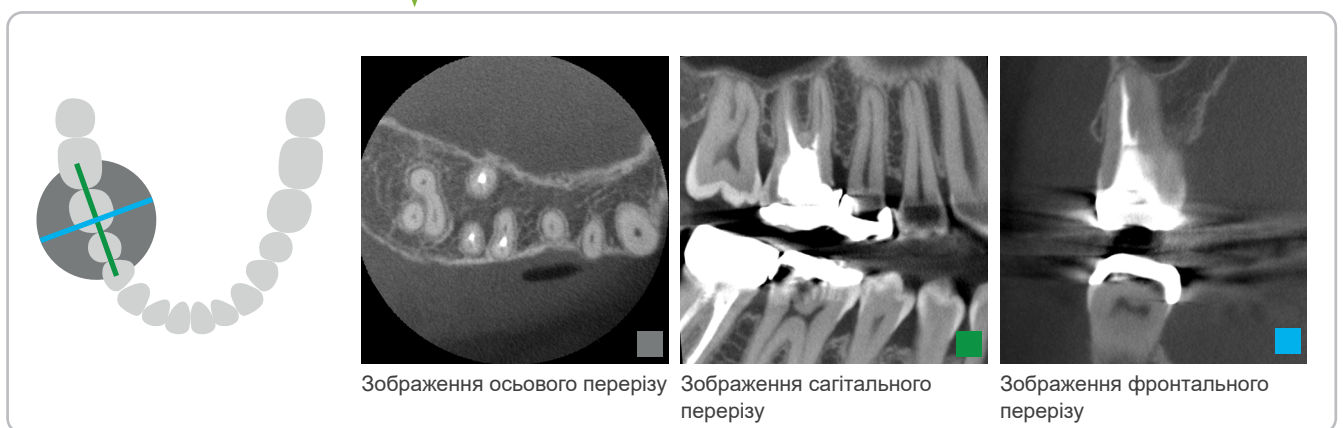 Зображення осьового перерізу
Зображення сагітального
перерізу
Зображення фронтального
перерізу